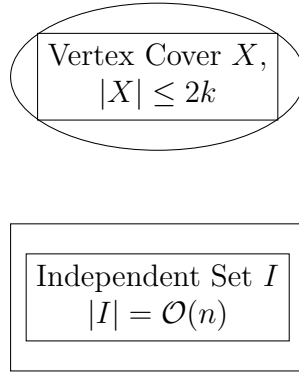 Vertex Cover X,
|X| ≤ 2k
Independent Set I
|I| = 𝒪(n)